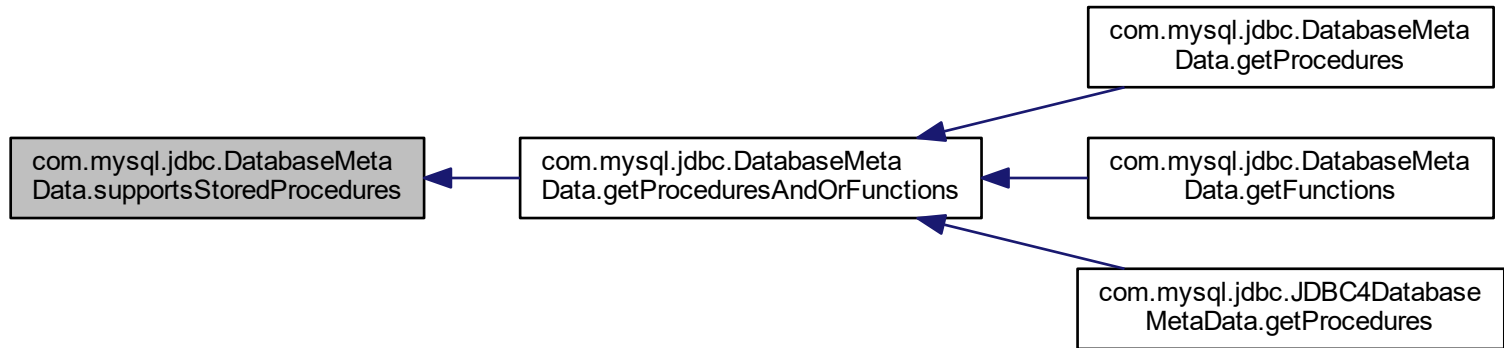 com.mysql.jdbc.DatabaseMeta
Data.supportsStoredProcedures
com.mysql.jdbc.DatabaseMeta
Data.getProceduresAndOrFunctions
com.mysql.jdbc.DatabaseMeta
Data.getProcedures
com.mysql.jdbc.DatabaseMeta
Data.getFunctions
com.mysql.jdbc.JDBC4Database
MetaData.getProcedures